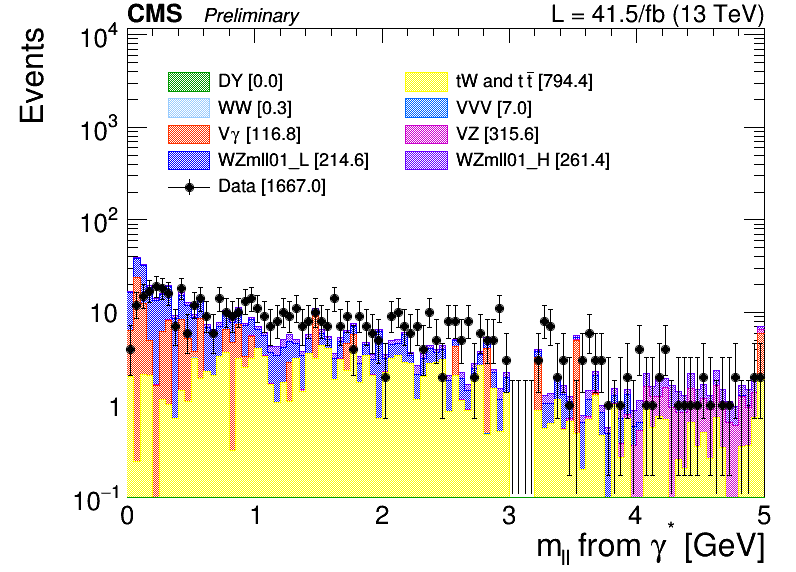 CMS Preliminary L = 41.5/fb (13 TeV)
Events
10⁴
10³
10²
10
1
10⁻¹
DY [0.0] tW and t t̄ [794.4]
WW [0.3] VVV [7.0]
Vγ [116.8] VZ [315.6]
WZmll01_L [214.6] WZmll01_H [261.4]
Data [1667.0]
0 1 2 3 4 5
m_ll from γ* [GeV]